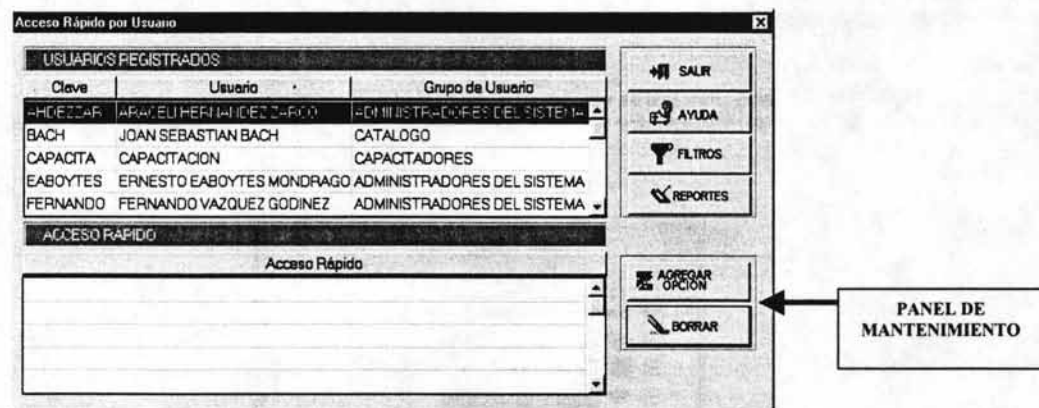 Acceso Rápido por Usuario
USUARIOS REGISTRADOS
Clave Usuario Grupo de Usuario
AHDEZZAR ARACELI HERNANDEZ ZARCO ADMINISTRADORES DEL SISTEMA
BACH JOAN SEBASTIAN BACH CATALOGO
CAPACITA CAPACITACION CAPACITADORES
EABOYTES ERNESTO EABOYTES MONDRAGO ADMINISTRADORES DEL SISTEMA
FERNANDO FERNANDO VAZQUEZ GODINEZ ADMINISTRADORES DEL SISTEMA
SALIR
AYUDA
FILTROS
REPORTES
ACCESO RÁPIDO
Acceso Rápido
AGREGAR
OPCIÓN
BORRAR
PANEL DE
MANTENIMIENTO